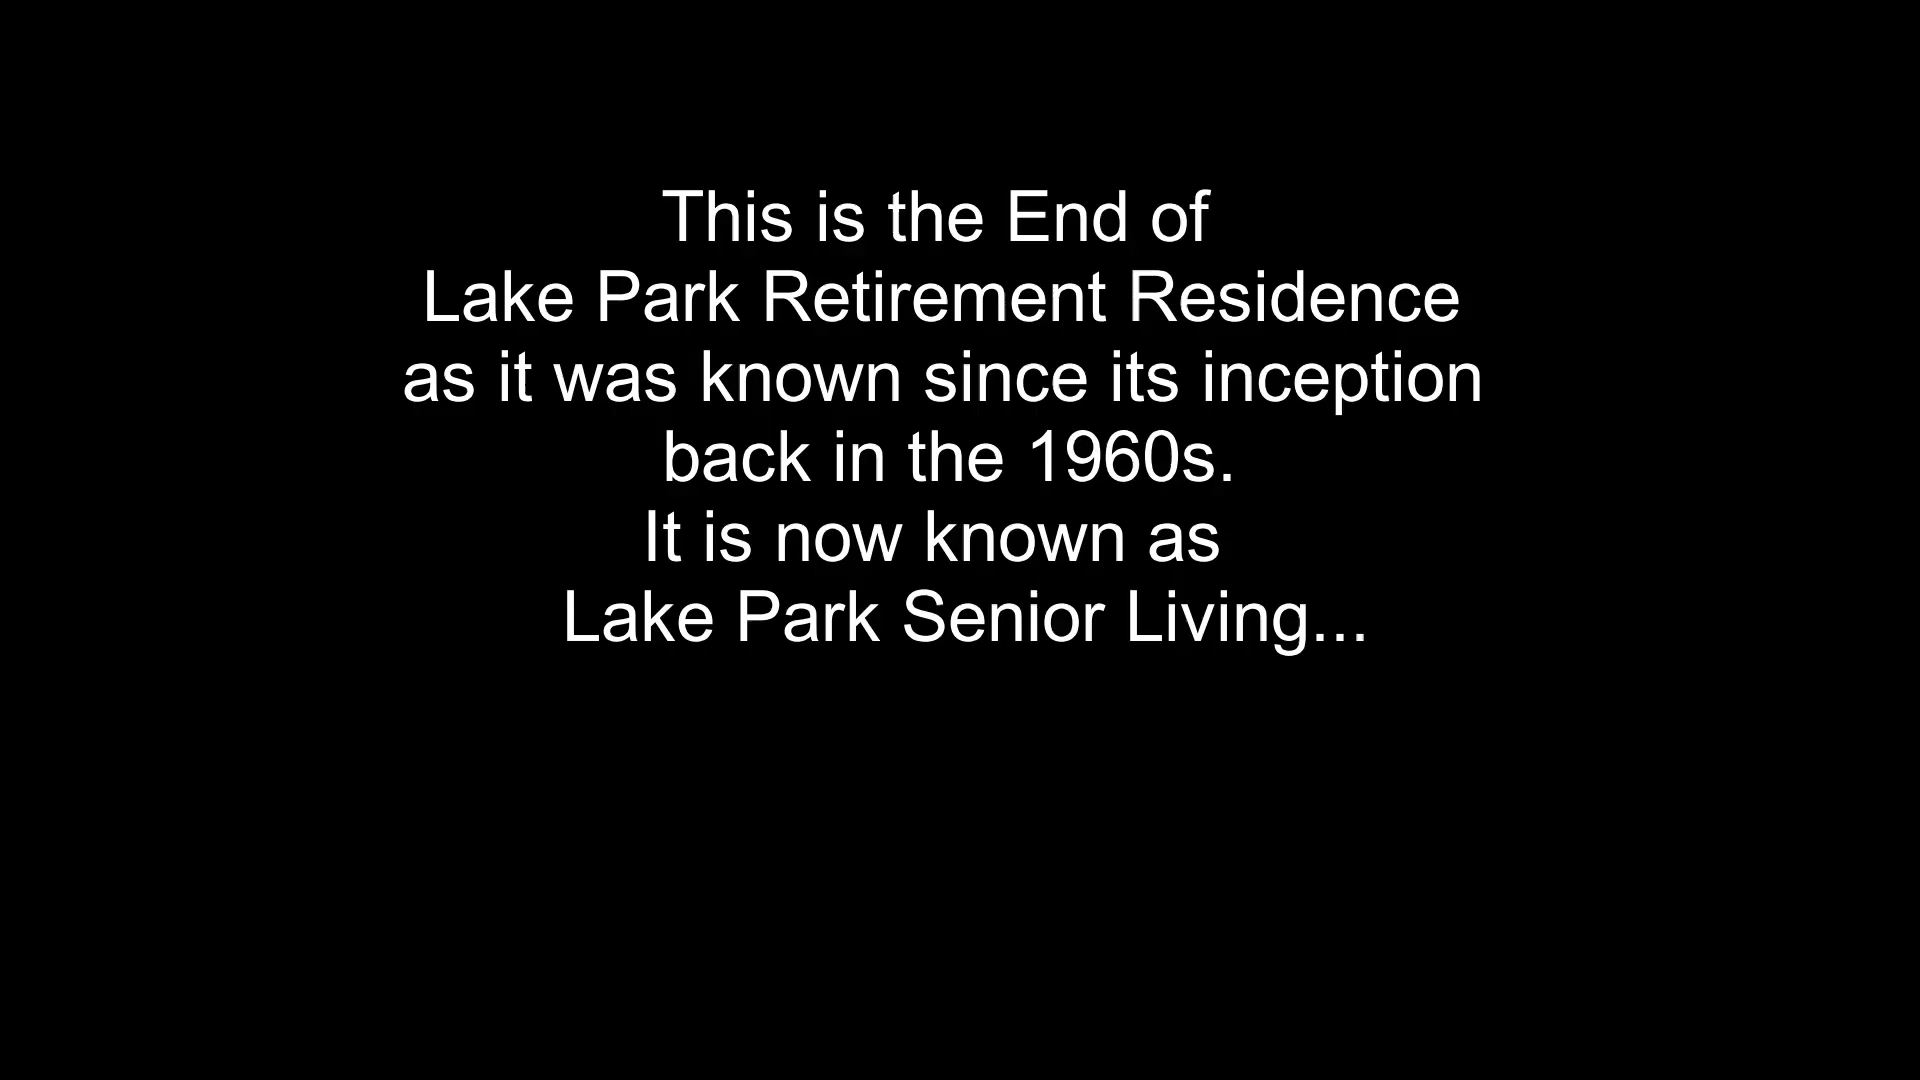 This is the End of
Lake Park Retirement Residence
as it was known since its inception
back in the 1960s.
It is now known as
Lake Park Senior Living...